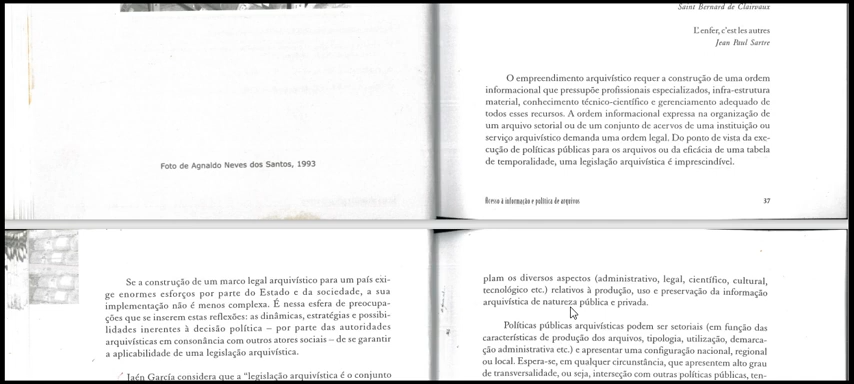 Saint Bernard de Clairvaux
L'enfer, c'est les autres
Jean Paul Sartre
O empreendimento arquivístico requer a construção de uma ordem
informacional que pressupõe profissionais especializados, infra-estrutura
material, conhecimento técnico-científico e gerenciamento adequado de
todos esses recursos. A ordem informacional expressa na organização de
um arquivo setorial ou de um conjunto de acervos de uma instituição ou
serviço arquivístico demanda uma ordem legal. Do ponto de vista da exe-
cução de políticas públicas para os arquivos ou da eficácia de uma tabela
de temporalidade, uma legislação arquivística é imprescindível.
Foto de Agnaldo Neves dos Santos, 1993
Acesso à informação e política de arquivos
37
Se a construção de um marco legal arquivístico para um país exi-
ge enormes esforços por parte do Estado e da sociedade, a sua
implementação não é menos complexa. É nessa esfera de preocupa-
ções que se inserem estas reflexões: as dinâmicas, estratégias e possibi-
lidades inerentes à decisão política – por parte das autoridades
arquivísticas em consonância com outros atores sociais – de se garantir
a aplicabilidade de uma legislação arquivística.
Jaén García considera que a "legislação arquivística é o conjunto
plam os diversos aspectos (administrativo, legal, científico, cultural,
tecnológico etc.) relativos à produção, uso e preservação da informação
arquivística de natureza pública e privada.
Políticas públicas arquivísticas podem ser setoriais (em função das
características de produção dos arquivos, tipologia, utilização, demarca-
ção administrativa etc.) e apresentar uma configuração nacional, regional
ou local. Espera-se, em qualquer circunstância, que apresentem alto grau
de transversalidade, ou seja, interseção com outras políticas públicas, ten-